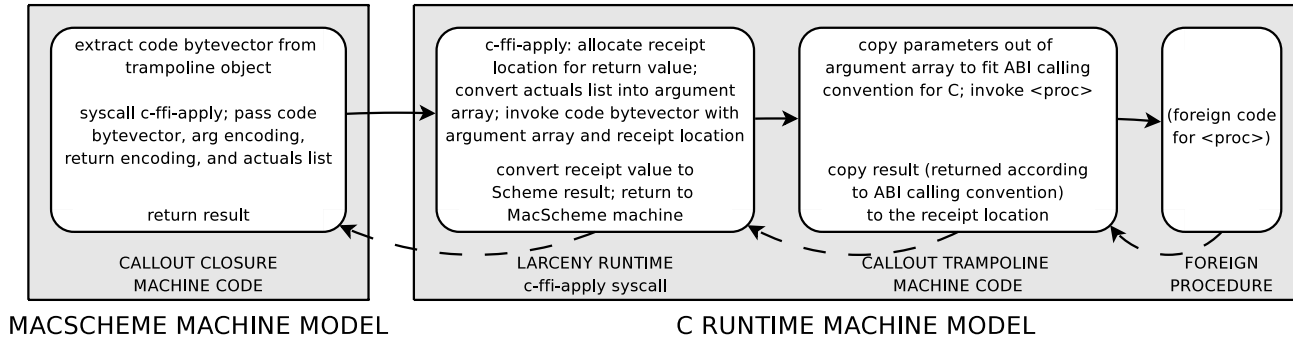 extract code bytevector from
trampoline object
syscall c-ffi-apply; pass code
bytevector, arg encoding,
return encoding, and actuals list
return result
CALLOUT CLOSURE
MACHINE CODE
MACSCHEME MACHINE MODEL
c-ffi-apply: allocate receipt
location for return value;
convert actuals list into argument
array; invoke code bytevector with
argument array and receipt location
convert receipt value to
Scheme result; return to
MacScheme machine
LARCENY RUNTIME
c-ffi-apply syscall
copy parameters out of
argument array to fit ABI calling
convention for C; invoke <proc>
copy result (returned according
to ABI calling convention)
to the receipt location
CALLOUT TRAMPOLINE
MACHINE CODE
(foreign code
for <proc>)
FOREIGN
PROCEDURE
C RUNTIME MACHINE MODEL